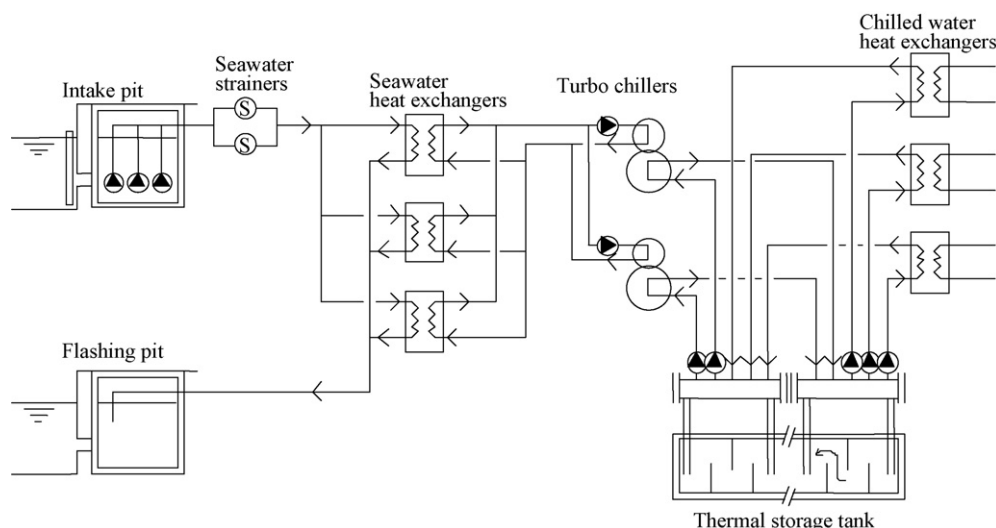 Chilled water
heat exchangers
Seawater
strainers
Seawater
heat exchangers
Turbo chillers
Intake pit
S
S
Flashing pit
Thermal storage tank